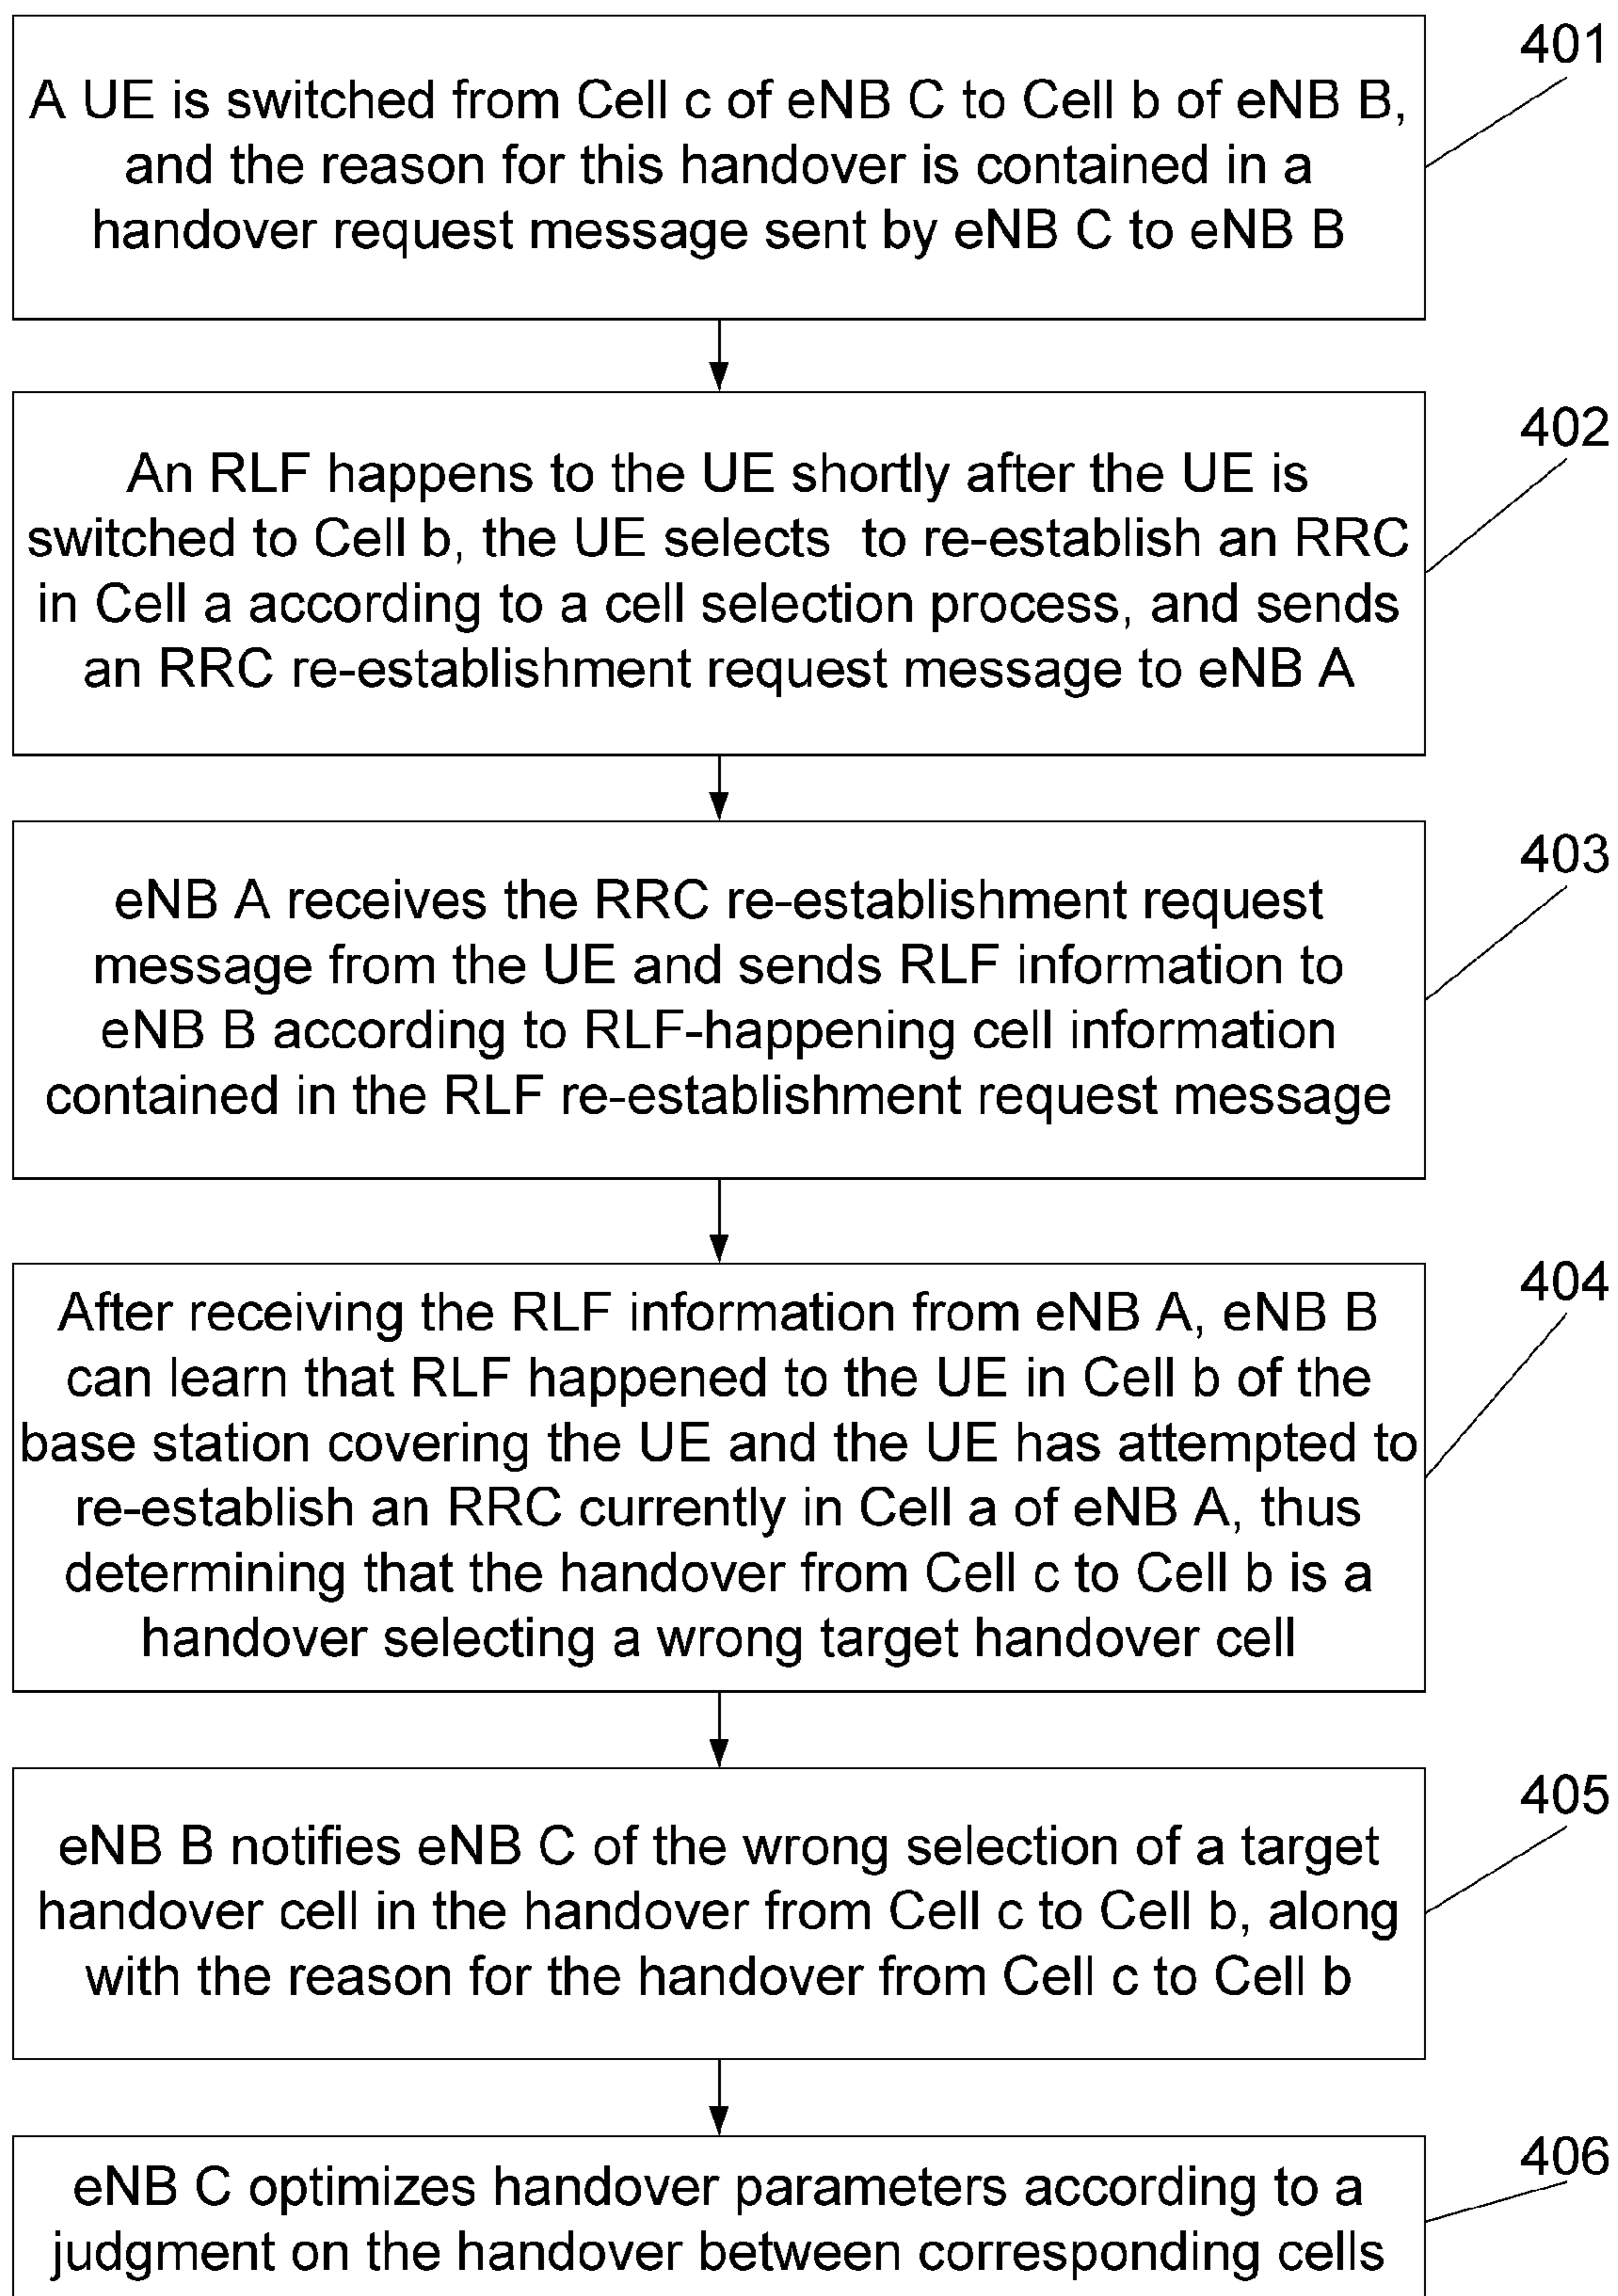 401
A UE is switched from Cell c of eNB C to Cell b of eNB B,
and the reason for this handover is contained in a
handover request message sent by eNB C to eNB B
402
An RLF happens to the UE shortly after the UE is
switched to Cell b, the UE selects to re-establish an RRC
in Cell a according to a cell selection process, and sends
an RRC re-establishment request message to eNB A
403
eNB A receives the RRC re-establishment request
message from the UE and sends RLF information to
eNB B according to RLF-happening cell information
contained in the RLF re-establishment request message
404
After receiving the RLF information from eNB A, eNB B
can learn that RLF happened to the UE in Cell b of the
base station covering the UE and the UE has attempted to
re-establish an RRC currently in Cell a of eNB A, thus
determining that the handover from Cell c to Cell b is a
handover selecting a wrong target handover cell
405
eNB B notifies eNB C of the wrong selection of a target
handover cell in the handover from Cell c to Cell b, along
with the reason for the handover from Cell c to Cell b
406
eNB C optimizes handover parameters according to a
judgment on the handover between corresponding cells